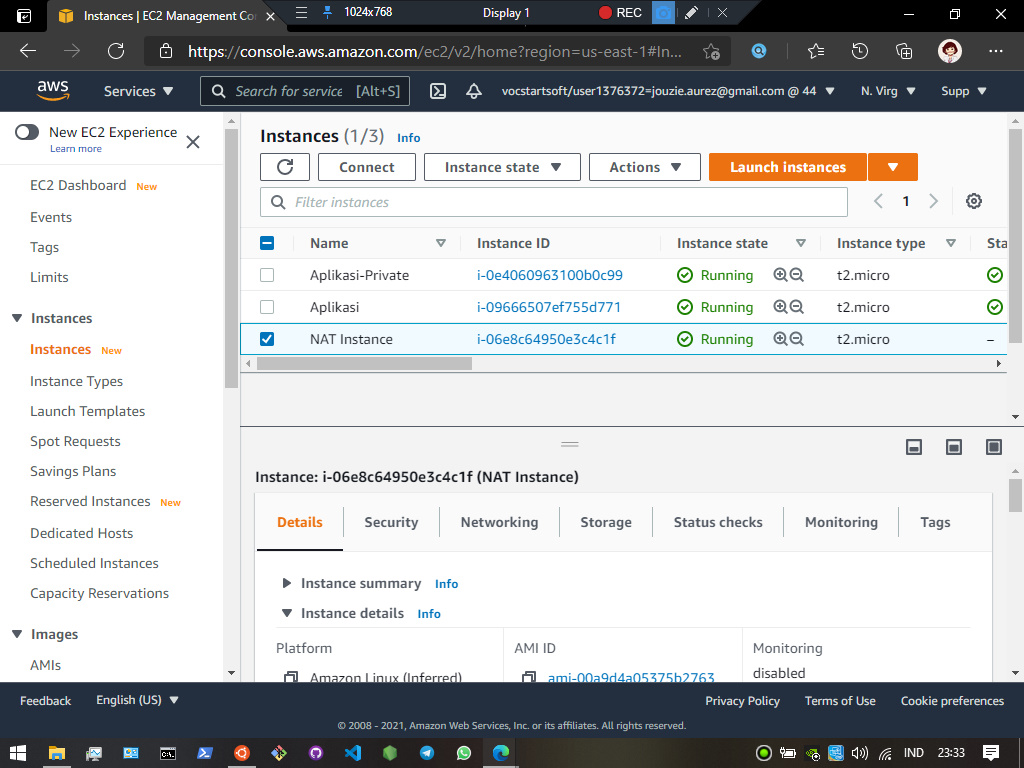 Instances | EC2 Management Co
1024x768
Display 1
REC
https://console.aws.amazon.com/ec2/v2/home?region=us-east-1#In...
aws
Services
Search for service
[Alt+S]
vocstartsoft/user1376372=jouzie.aurez@gmail.com @ 44
N. Virg
Supp
New EC2 Experience
Learn more
EC2 Dashboard New
Events
Tags
Limits
Instances
Instances New
Instance Types
Launch Templates
Spot Requests
Savings Plans
Reserved Instances New
Dedicated Hosts
Scheduled Instances
Capacity Reservations
Images
AMIs
Instances (1/3) Info
Connect
Instance state
Actions
Launch instances
Filter instances
1
Name Instance ID Instance state Instance type Sta
Aplikasi-Private i-0e4060963100b0c99 Running t2.micro
Aplikasi i-09666507ef755d771 Running t2.micro
NAT Instance i-06e8c64950e3c4c1f Running t2.micro –
Instance: i-06e8c64950e3c4c1f (NAT Instance)
Details Security Networking Storage Status checks Monitoring Tags
Instance summary Info
Instance details Info
Platform AMI ID Monitoring
Amazon Linux (Inferred) ami-00a9d4a05375b2763 disabled
Feedback English (US) Privacy Policy Terms of Use Cookie preferences
© 2008 - 2021, Amazon Web Services, Inc. or its affiliates. All rights reserved.
IND 23:33